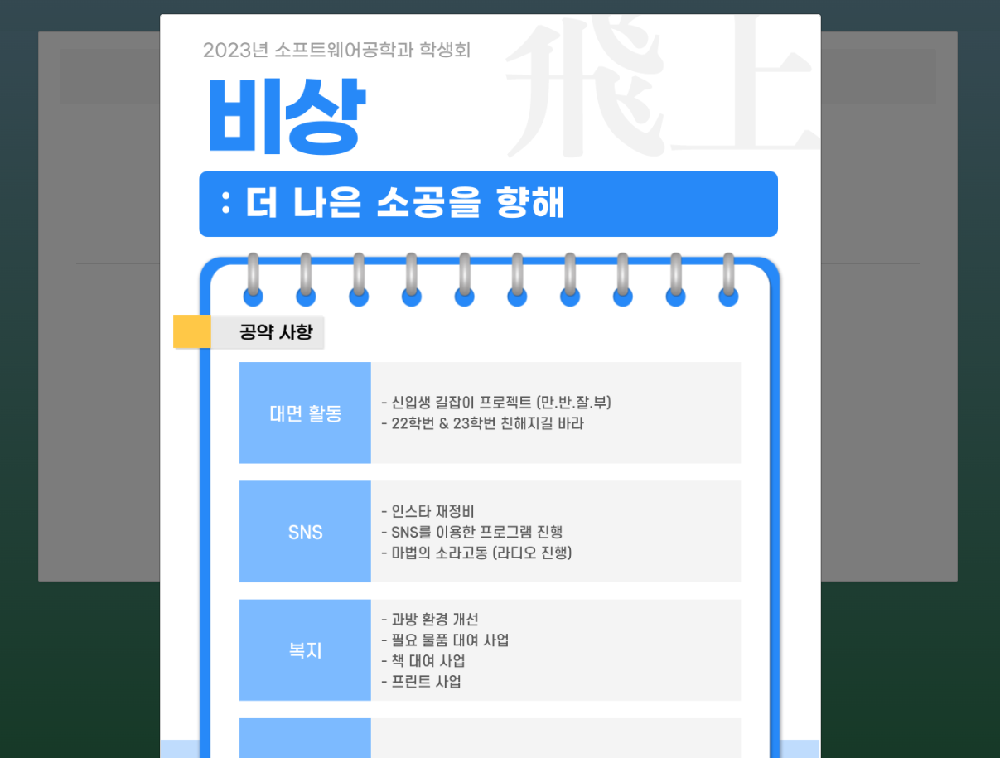 2023년 소프트웨어공학과 학생회
飛上
비상
: 더 나은 소공을 향해
공약 사항
대면 활동
- 신입생 길잡이 프로젝트 (만.반.잘.부)
- 22학번 & 23학번 친해지길 바라
SNS
- 인스타 재정비
- SNS를 이용한 프로그램 진행
- 마법의 소라고동 (라디오 진행)
복지
- 과방 환경 개선
- 필요 물품 대여 사업
- 책 대여 사업
- 프린트 사업